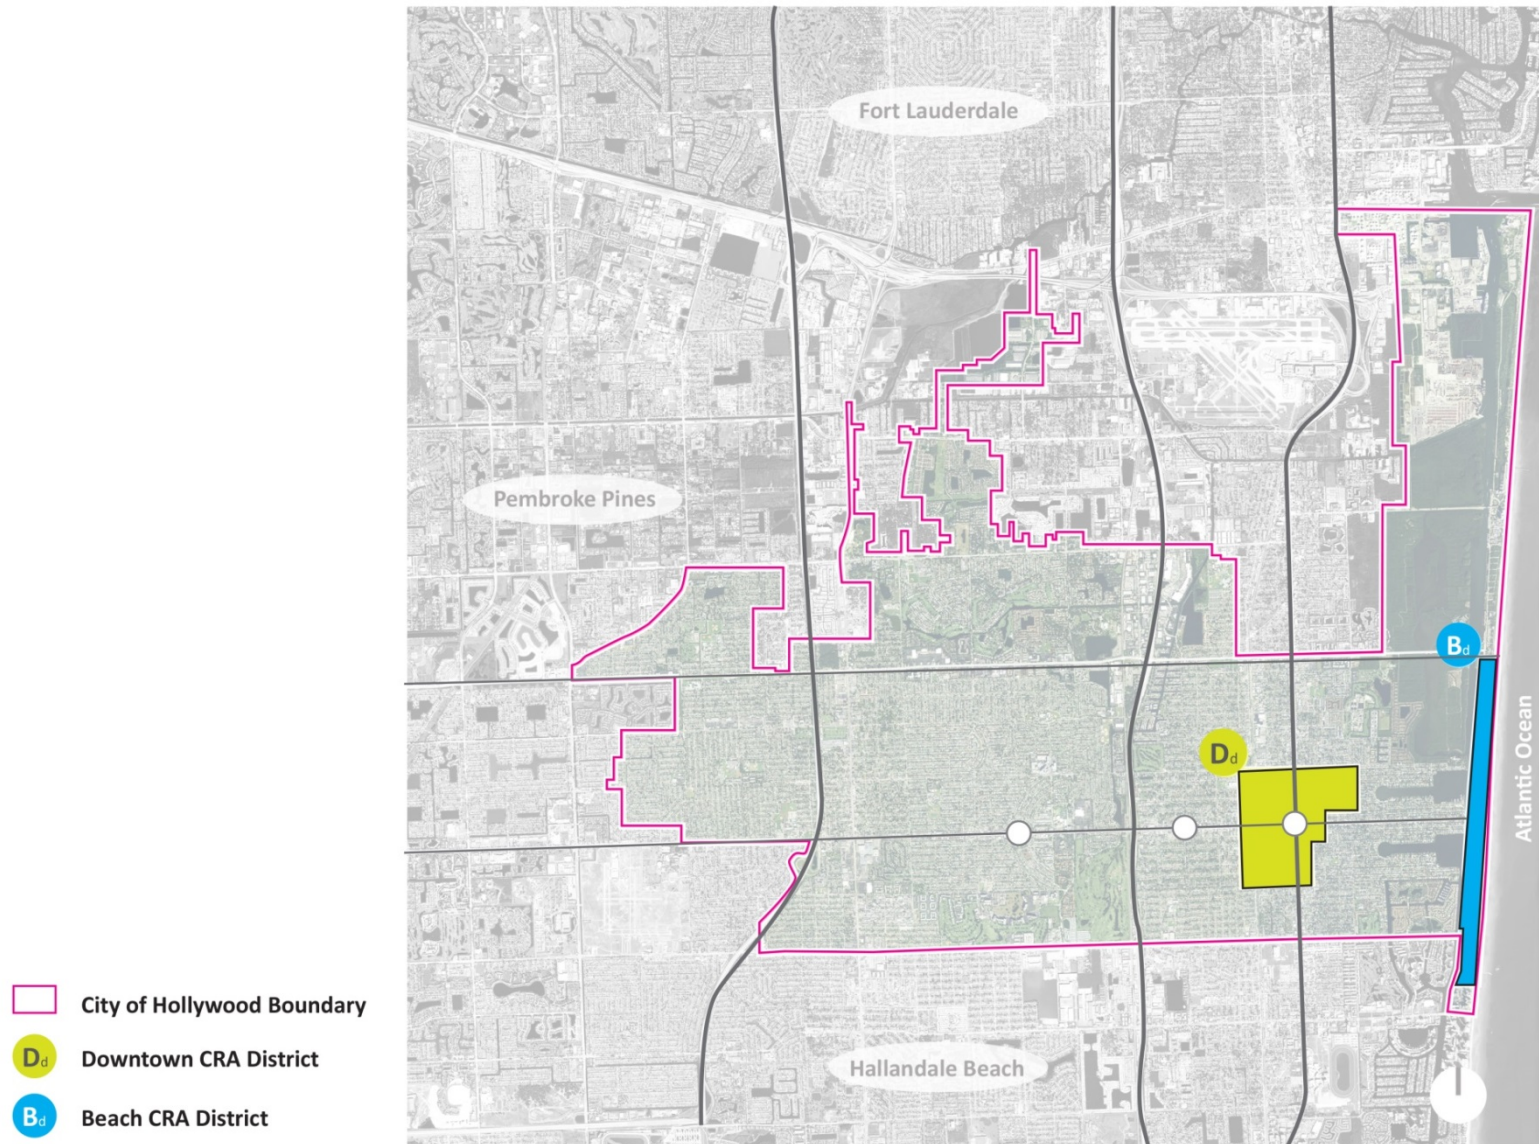 Fort Lauderdale
Pembroke Pines
Bd
Atlantic Ocean
Dd
City of Hollywood Boundary
Dd Downtown CRA District
Hallandale Beach
Bd Beach CRA District